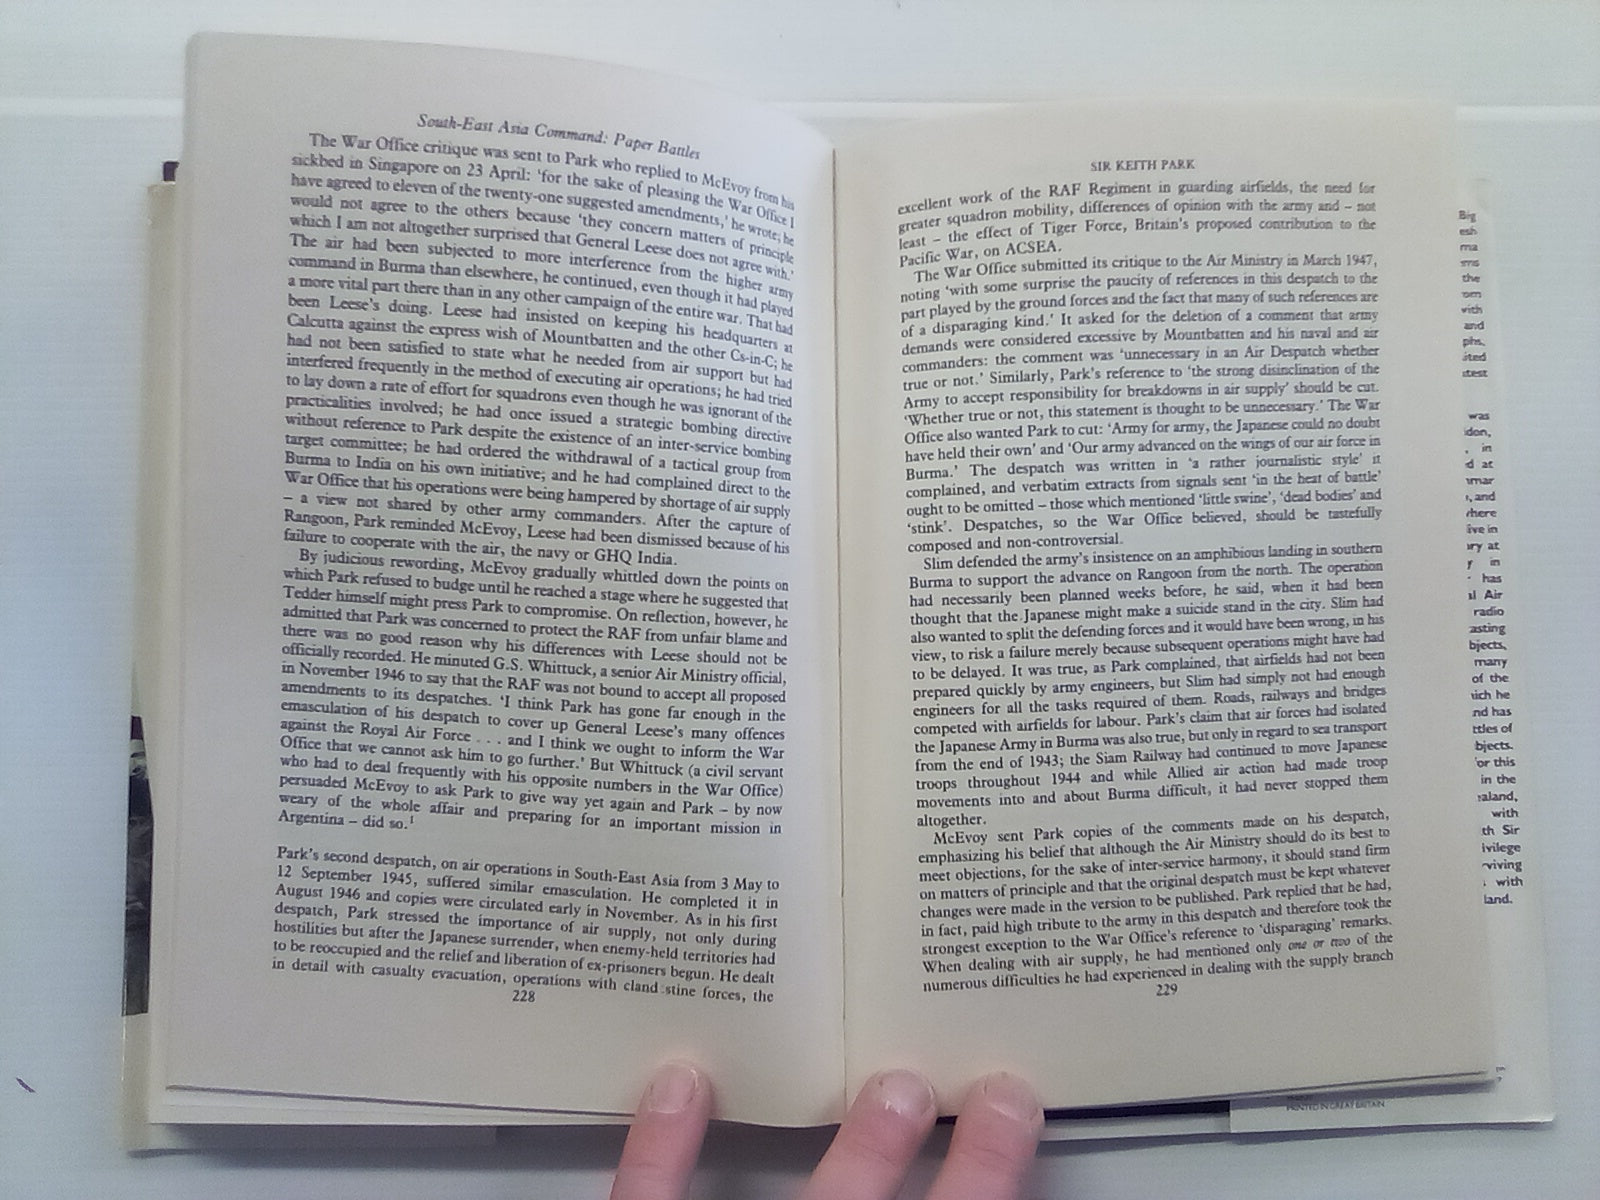 South-East Asia Command: Paper Battles
The War Office critique was sent to Park who replied to McEvoy from his
sickbed in Singapore on 23 April: ‘for the sake of pleasing the War Office I
have agreed to eleven of the twenty-one suggested amendments,’ he wrote; he
would not agree to the others because ‘they concern matters of principle
which I am not altogether surprised that General Leese does not agree with.’
The air had been subjected to more interference from the higher army
command in Burma than elsewhere, he continued, even though it had played
a more vital part there than in any other campaign of the entire war. That had
been Leese's doing. Leese had insisted on keeping his headquarters at
Calcutta against the express wish of Mountbatten and the other Cs-in-C; he
had not been satisfied to state what he needed from air support but had
interfered frequently in the method of executing air operations; he had tried
to lay down a rate of effort for squadrons even though he was ignorant of the
practicalities involved; he had once issued a strategic bombing directive
without reference to Park despite the existence of an inter-service bombing
target committee; he had ordered the withdrawal of a tactical group from
Burma to India on his own initiative; and he had complained direct to the
War Office that his operations were being hampered by shortage of air supply
– a view not shared by other army commanders. After the capture of
Rangoon, Park reminded McEvoy, Leese had been dismissed because of his
failure to cooperate with the air, the navy or GHQ India.
By judicious rewording, McEvoy gradually whittled down the points on
which Park refused to budge until he reached a stage where he suggested that
Tedder himself might press Park to compromise. On reflection, however, he
admitted that Park was concerned to protect the RAF from unfair blame and
there was no good reason why his differences with Leese should not be
officially recorded. He minuted G.S. Whittuck, a senior Air Ministry official,
in November 1946 to say that the RAF was not bound to accept all proposed
amendments to its despatches. ‘I think Park has gone far enough in the
emasculation of his despatch to cover up General Leese's many offences
against the Royal Air Force . . . and I think we ought to inform the War
Office that we cannot ask him to go further.’ But Whittuck (a civil servant
who had to deal frequently with his opposite numbers in the War Office)
persuaded McEvoy to ask Park to give way yet again and Park – by now
weary of the whole affair and preparing for an important mission in
Argentina – did so.¹
Park's second despatch, on air operations in South-East Asia from 3 May to
12 September 1945, suffered similar emasculation. He completed it in
August 1946 and copies were circulated early in November. As in his first
despatch, Park stressed the importance of air supply, not only during
hostilities but after the Japanese surrender, when enemy-held territories had
to be reoccupied and the relief and liberation of ex-prisoners begun. He dealt
in detail with casualty evacuation, operations with cland stine forces, the
228
SIR KEITH PARK
excellent work of the RAF Regiment in guarding airfields, the need for
greater squadron mobility, differences of opinion with the army and – not
least – the effect of Tiger Force, Britain's proposed contribution to the
Pacific War, on ACSEA.
The War Office submitted its critique to the Air Ministry in March 1947,
noting ‘with some surprise the paucity of references in this despatch to the
part played by the ground forces and the fact that many of such references are
of a disparaging kind.’ It asked for the deletion of a comment that army
demands were considered excessive by Mountbatten and his naval and air
commanders: the comment was ‘unnecessary in an Air Despatch whether
true or not.’ Similarly, Park's reference to ‘the strong disinclination of the
Army to accept responsibility for breakdowns in air supply’ should be cut.
‘Whether true or not, this statement is thought to be unnecessary.’ The War
Office also wanted Park to cut: ‘Army for army, the Japanese could no doubt
have held their own’ and ‘Our army advanced on the wings of our air force in
Burma.’ The despatch was written in ‘a rather journalistic style’ it
complained, and verbatim extracts from signals sent ‘in the heat of battle’
ought to be omitted – those which mentioned ‘little swine’, ‘dead bodies’ and
‘stink’. Despatches, so the War Office believed, should be tastefully
composed and non-controversial.
Slim defended the army's insistence on an amphibious landing in southern
Burma to support the advance on Rangoon from the north. The operation
had necessarily been planned weeks before, he said, when it had been
thought that the Japanese might make a suicide stand in the city. Slim had
also wanted to split the defending forces and it would have been wrong, in his
view, to risk a failure merely because subsequent operations might have had
to be delayed. It was true, as Park complained, that airfields had not been
prepared quickly by army engineers, but Slim had simply not had enough
engineers for all the tasks required of them. Roads, railways and bridges
competed with airfields for labour. Park's claim that air forces had isolated
the Japanese Army in Burma was also true, but only in regard to sea transport
from the end of 1943; the Siam Railway had continued to move Japanese
troops throughout 1944 and while Allied air action had made troop
movements into and about Burma difficult, it had never stopped them
altogether.
McEvoy sent Park copies of the comments made on his despatch,
emphasizing his belief that although the Air Ministry should do its best to
meet objections, for the sake of inter-service harmony, it should stand firm
on matters of principle and that the original despatch must be kept whatever
changes were made in the version to be published. Park replied that he had,
in fact, paid high tribute to the army in this despatch and therefore took the
strongest exception to the War Office's reference to ‘disparaging’ remarks.
When dealing with air supply, he had mentioned only one or two of the
numerous difficulties he had experienced in dealing with the supply branch
229
Big
the
with
and
phs.
was
in
and
live in
has
Air
radio
many
of the
and has
in the
with
Sir
with
land.
PRINTED IN GREAT BRITAIN